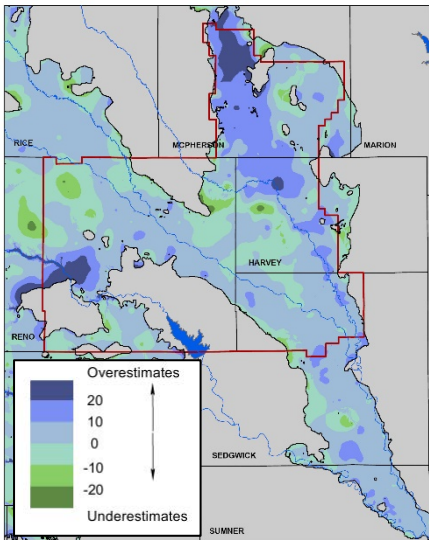 RICE
MCPHERSON
MARION
HARVEY
RENO
Overestimates
20
10
0
-10
-20
Underestimates
SEDGWICK
SUMNER